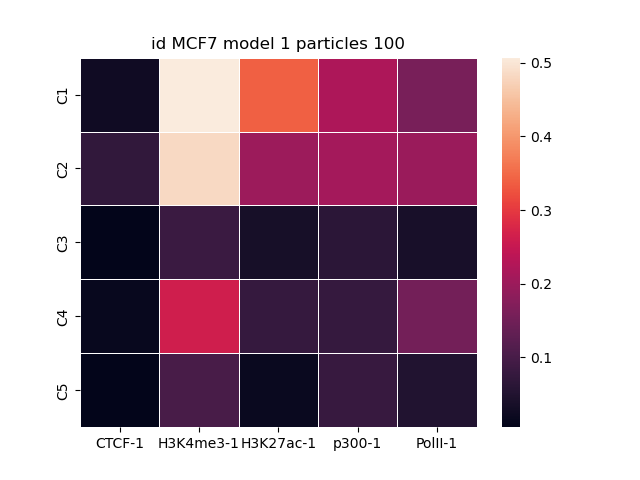 id MCF7 model 1 particles 100
C1
C2
C3
C4
C5
CTCF-1 H3K4me3-1 H3K27ac-1 p300-1 PolII-1
0.5
0.4
0.3
0.2
0.1